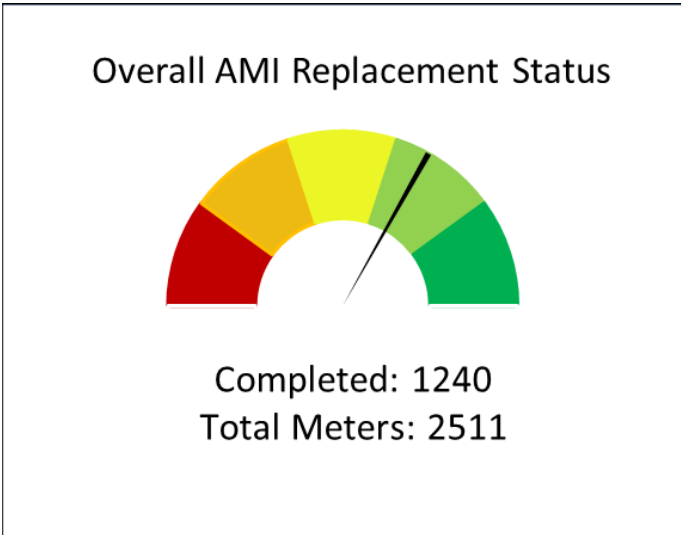 Overall AMI Replacement Status
Completed: 1240
Total Meters: 2511